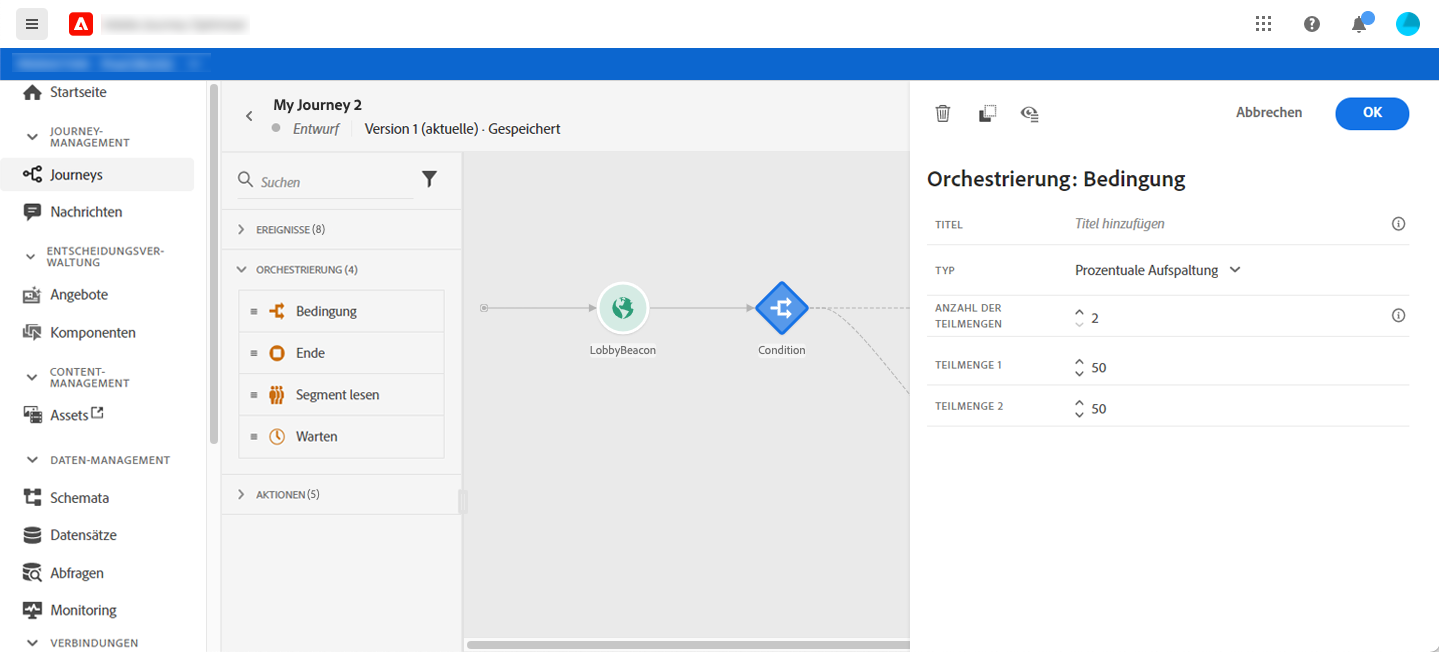 Startseite
JOURNEY-
MANAGEMENT
Journeys
Nachrichten
ENTSCHEIDUNGSVER-
WALTUNG
Angebote
Komponenten
CONTENT-
MANAGEMENT
Assets
DATEN-MANAGEMENT
Schemata
Datensätze
Abfragen
Monitoring
VERBINDUNGEN
My Journey 2
Entwurf Version 1 (aktuelle) · Gespeichert
Suchen
EREIGNISSE (8)
ORCHESTRIERUNG (4)
Bedingung
Ende
Segment lesen
Warten
AKTIONEN (5)
LobbyBeacon
Condition
Abbrechen
OK
Orchestrierung: Bedingung
TITEL Titel hinzufügen
TYP Prozentuale Aufspaltung
ANZAHL DER
TEILMENGEN 2
TEILMENGE 1 50
TEILMENGE 2 50